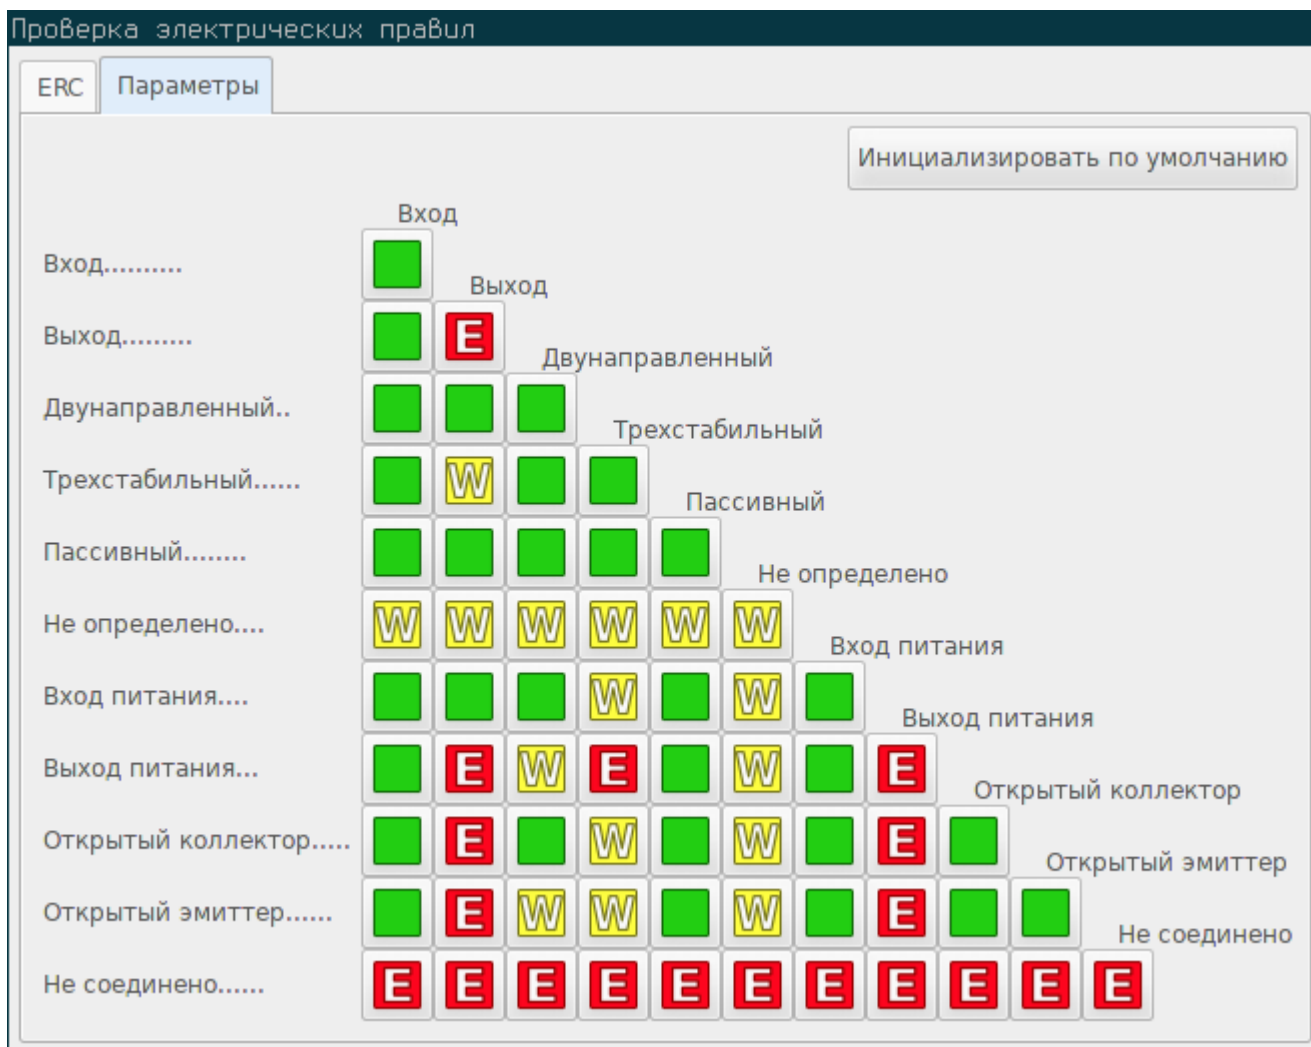 Проверка электрических правил
ERC Параметры
Инициализировать по умолчанию
Вход
Вход..........
Выход
Выход......... E
Двунаправленный
Двунаправленный..
Трехстабильный
Трехстабильный...... W
Пассивный
Пассивный........
Не определено
Не определено.... W W W W W W
Вход питания
Вход питания.... W W
Выход питания
Выход питания... E W E W E
Открытый коллектор
Открытый коллектор..... E W W E
Открытый эмиттер
Открытый эмиттер...... E W W W E
Не соединено
Не соединено...... E E E E E E E E E E E